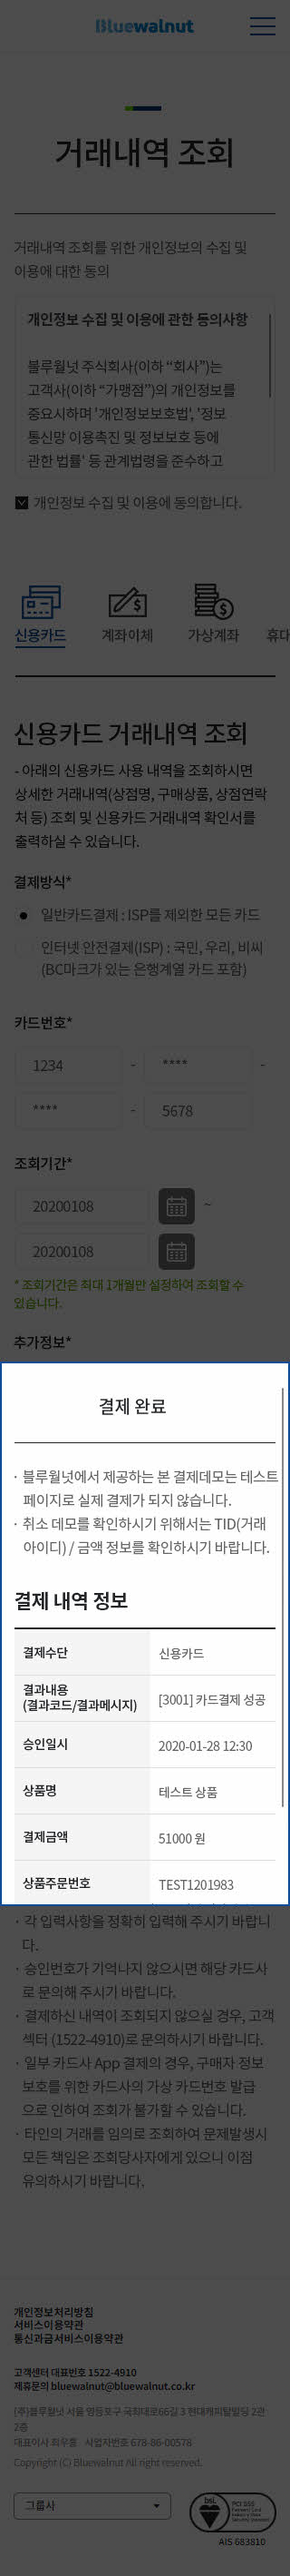 Bluewalnut
거래내역 조회
거래내역 조회를 위한 개인정보의 수집 및
이용에 대한 동의
개인정보 수집 및 이용에 관한 동의사항
블루월넛 주식회사(이하 “회사”)는
고객사(이하 “가맹점”)의 개인정보를
중요시하며 '개인정보보호법', '정보
통신망 이용촉진 및 정보보호 등에
관한 법률' 등 관계법령을 준수하고
개인정보 수집 및 이용에 동의합니다.
신용카드 계좌이체 가상계좌 휴대
신용카드 거래내역 조회
- 아래의 신용카드 사용 내역을 조회하시면
상세한 거래내역(상점명, 구매상품, 상점연락
처 등) 조회 및 신용카드 거래내역 확인서를
출력하실 수 있습니다.
결제방식*
일반카드결제 : ISP를 제외한 모든 카드
인터넷 안전결제(ISP) : 국민, 우리, 비씨
(BC마크가 있는 은행계열 카드 포함)
카드번호*
1234 - **** -
**** - 5678
조회기간*
20200108 ~
20200108
* 조회기간은 최대 1개월만 설정하여 조회할 수
있습니다.
추가정보*
결제 완료
· 블루월넛에서 제공하는 본 결제데모는 테스트
페이지로 실제 결제가 되지 않습니다.
· 취소 데모를 확인하시기 위해서는 TID(거래
아이디) / 금액 정보를 확인하시기 바랍니다.
결제 내역 정보
결제수단 신용카드
결과내용
(결과코드/결과메시지) [3001] 카드결제 성공
승인일시 2020-01-28 12:30
상품명 테스트 상품
결제금액 51000 원
상품주문번호 TEST1201983
· 각 입력사항을 정확히 입력해 주시기 바랍니
다.
· 승인번호가 기억나지 않으시면 해당 카드사
로 문의해 주시기 바랍니다.
· 결제하신 내역이 조회되지 않으실 경우, 고객
센터 (1522-4910)로 문의하시기 바랍니다.
· 일부 카드사 App 결제의 경우, 구매자 정보
보호를 위한 카드사의 가상 카드번호 발급
으로 인하여 조회가 불가할 수 있습니다.
· 타인의 거래를 임의로 조회하여 문제발생시
모든 책임은 조회당사자에게 있으니 이점
유의하시기 바랍니다.
개인정보처리방침
서비스이용약관
통신과금서비스이용약관
고객센터 대표번호 1522-4910
제휴문의 bluewalnut@bluewalnut.co.kr
(주)블루월넛 서울 영등포구 국회대로66길 3 현대캐피탈빌딩 2관
2층
사업자번호 678-86-00578
Copyright (C) Bluewalnut All right reserved.
그룹사
bsi.
PCI DSS
AIS 683810